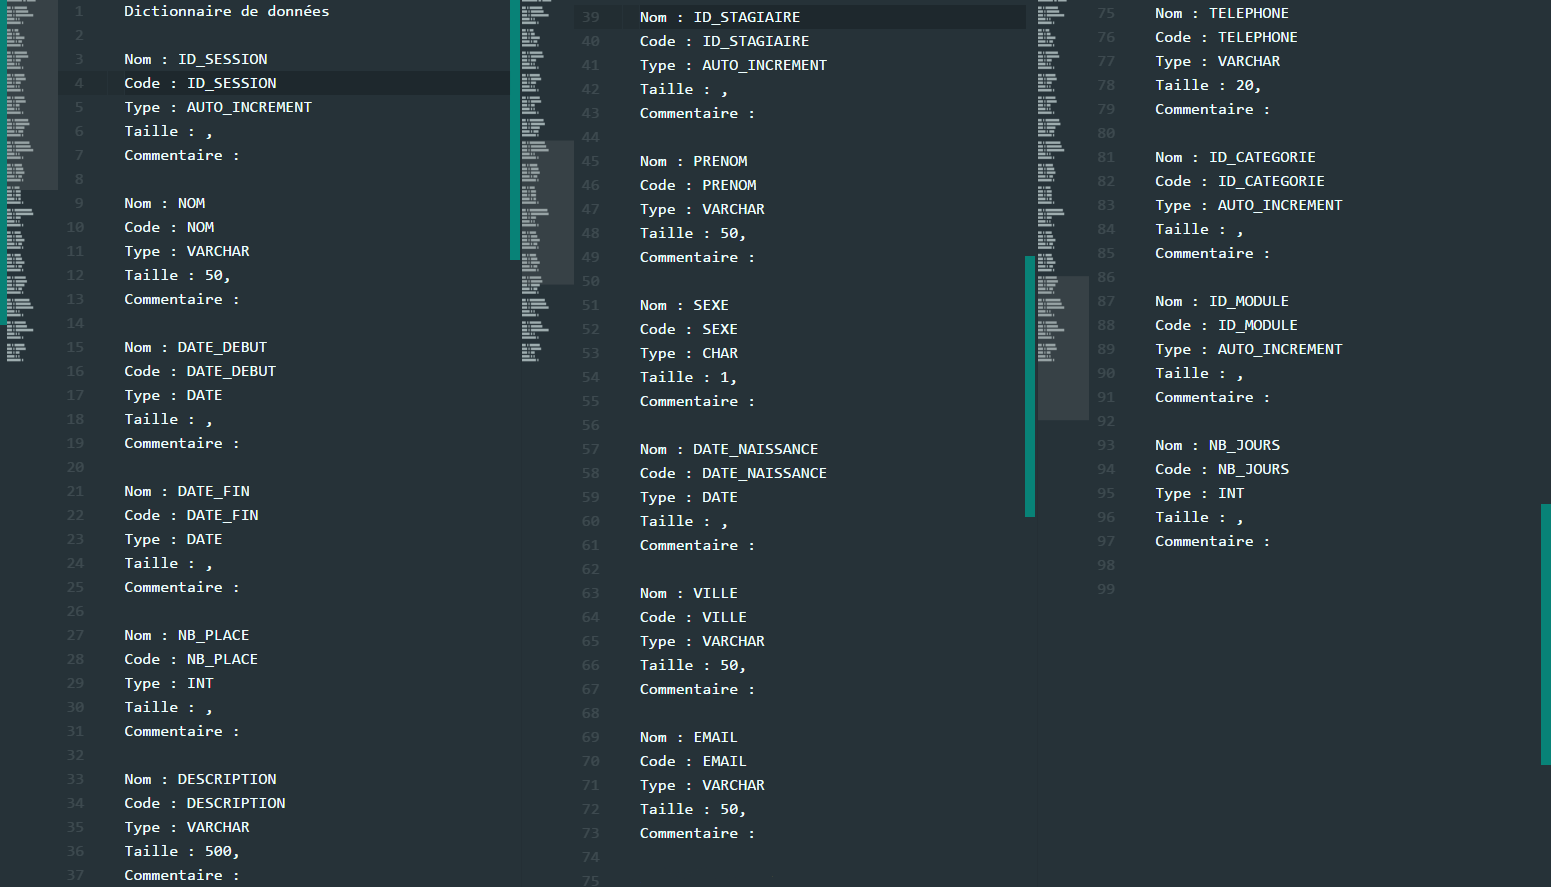 1 Dictionnaire de données
2
3 Nom : ID_SESSION
4 Code : ID_SESSION
5 Type : AUTO_INCREMENT
6 Taille : ,
7 Commentaire :
8
9 Nom : NOM
10 Code : NOM
11 Type : VARCHAR
12 Taille : 50,
13 Commentaire :
14
15 Nom : DATE_DEBUT
16 Code : DATE_DEBUT
17 Type : DATE
18 Taille : ,
19 Commentaire :
20
21 Nom : DATE_FIN
22 Code : DATE_FIN
23 Type : DATE
24 Taille : ,
25 Commentaire :
26
27 Nom : NB_PLACE
28 Code : NB_PLACE
29 Type : INT
30 Taille : ,
31 Commentaire :
32
33 Nom : DESCRIPTION
34 Code : DESCRIPTION
35 Type : VARCHAR
36 Taille : 500,
37 Commentaire :
39 Nom : ID_STAGIAIRE
40 Code : ID_STAGIAIRE
41 Type : AUTO_INCREMENT
42 Taille : ,
43 Commentaire :
44
45 Nom : PRENOM
46 Code : PRENOM
47 Type : VARCHAR
48 Taille : 50,
49 Commentaire :
50
51 Nom : SEXE
52 Code : SEXE
53 Type : CHAR
54 Taille : 1,
55 Commentaire :
56
57 Nom : DATE_NAISSANCE
58 Code : DATE_NAISSANCE
59 Type : DATE
60 Taille : ,
61 Commentaire :
62
63 Nom : VILLE
64 Code : VILLE
65 Type : VARCHAR
66 Taille : 50,
67 Commentaire :
68
69 Nom : EMAIL
70 Code : EMAIL
71 Type : VARCHAR
72 Taille : 50,
73 Commentaire :
74
75
75 Nom : TELEPHONE
76 Code : TELEPHONE
77 Type : VARCHAR
78 Taille : 20,
79 Commentaire :
80
81 Nom : ID_CATEGORIE
82 Code : ID_CATEGORIE
83 Type : AUTO_INCREMENT
84 Taille : ,
85 Commentaire :
86
87 Nom : ID_MODULE
88 Code : ID_MODULE
89 Type : AUTO_INCREMENT
90 Taille : ,
91 Commentaire :
92
93 Nom : NB_JOURS
94 Code : NB_JOURS
95 Type : INT
96 Taille : ,
97 Commentaire :
98
99